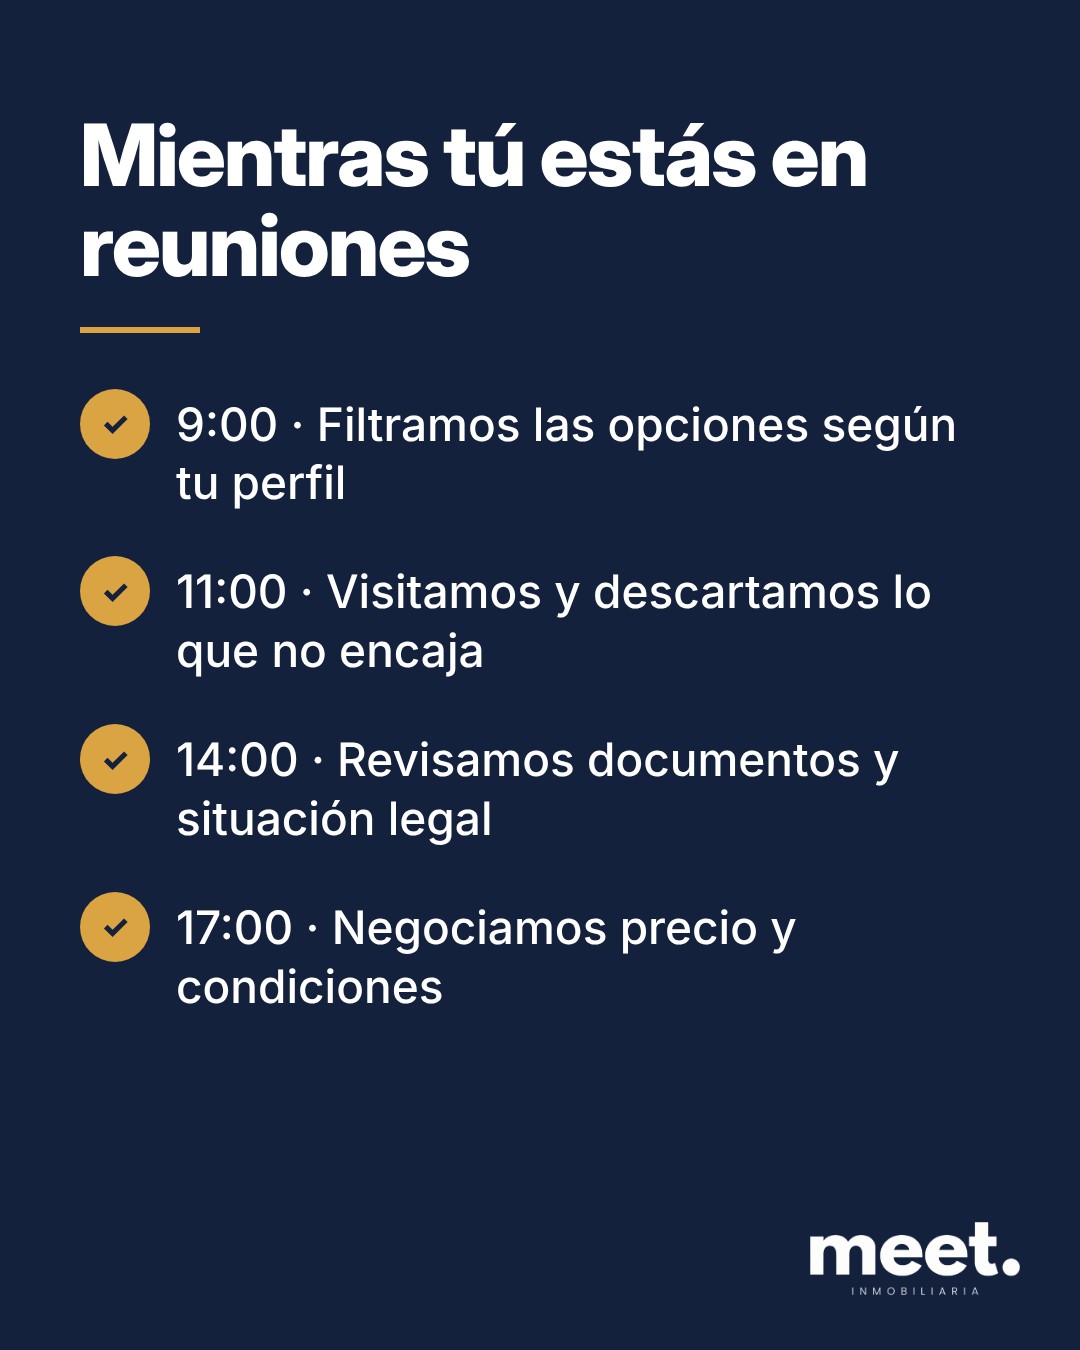 Mientras tú estás en
reuniones
9:00 · Filtramos las opciones según
tu perfil
11:00 · Visitamos y descartamos lo
que no encaja
14:00 · Revisamos documentos y
situación legal
17:00 · Negociamos precio y
condiciones
meet.
INMOBILIARIA